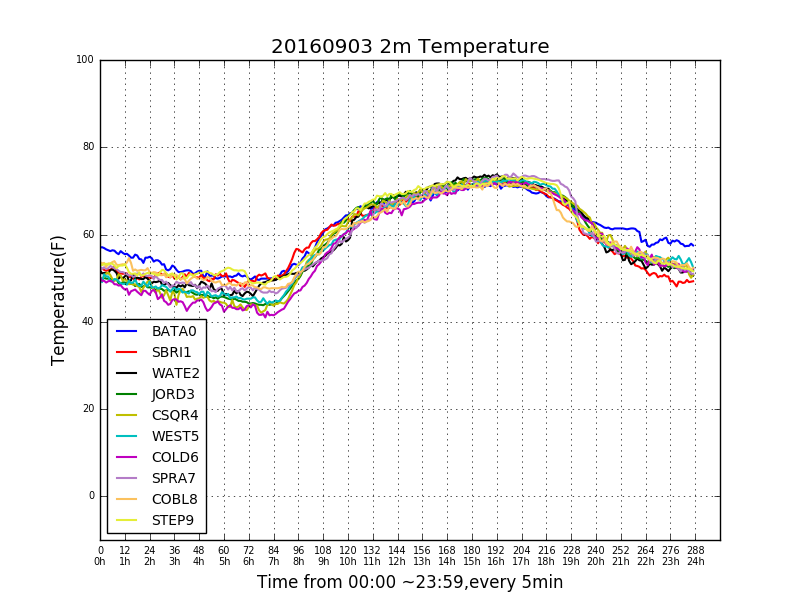 20160903 2m Temperature
Temperature(F)
100
80
60
40
20
0
BATA0
SBRI1
WATE2
JORD3
CSQR4
WEST5
COLD6
SPRA7
COBL8
STEP9
0 12 24 36 48 60 72 84 96 108 120 132 144 156 168 180 192 204 216 228 240 252 264 276 288
0h 1h 2h 3h 4h 5h 6h 7h 8h 9h 10h 11h 12h 13h 14h 15h 16h 17h 18h 19h 20h 21h 22h 23h 24h
Time from 00:00 ~23:59,every 5min